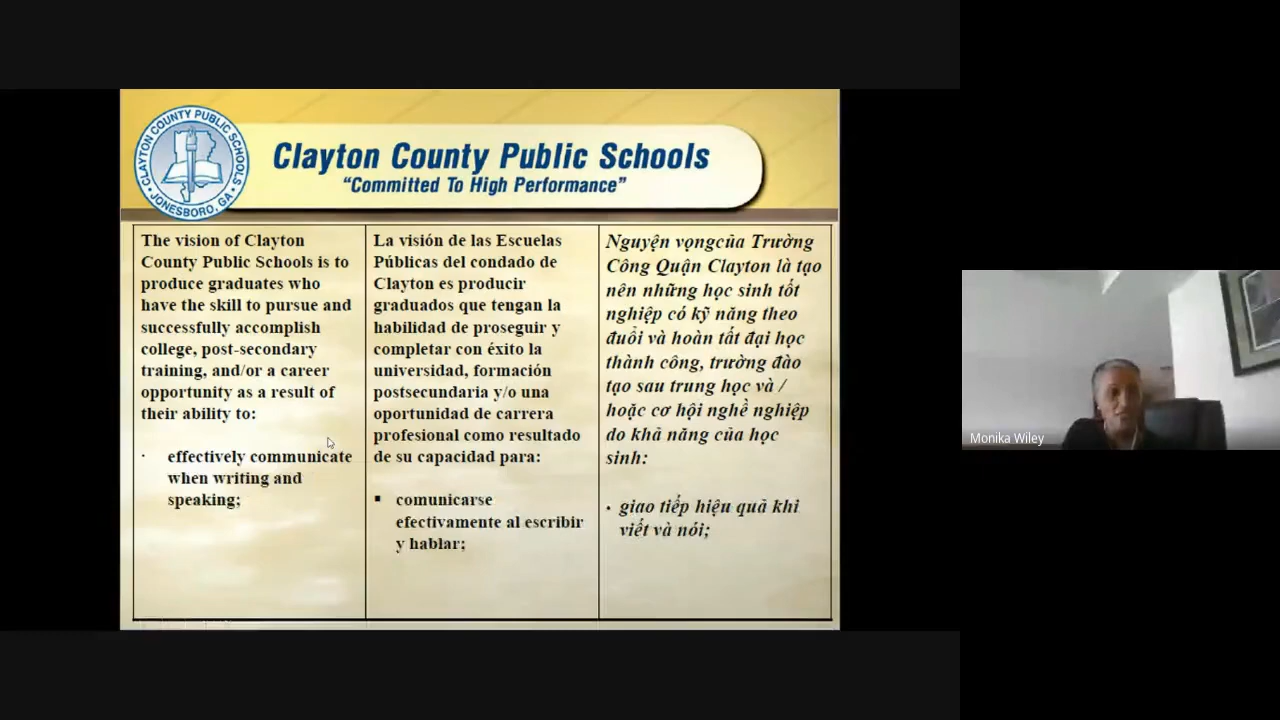 CLAYTON COUNTY PUBLIC SCHOOLS
JONESBORO, GA.
Clayton County Public Schools
“Committed To High Performance”
The vision of Clayton
County Public Schools is to
produce graduates who
have the skill to pursue and
successfully accomplish
college, post-secondary
training, and/or a career
opportunity as a result of
their ability to:
· effectively communicate
when writing and
speaking;
La visión de las Escuelas
Públicas del condado de
Clayton es producir
graduados que tengan la
habilidad de proseguir y
completar con éxito la
universidad, formación
postsecundaria y/o una
oportunidad de carrera
profesional como resultado
de su capacidad para:
▪ comunicarse
efectivamente al escribir
y hablar;
Nguyện vọngcủa Trường
Công Quận Clayton là tạo
nên những học sinh tốt
nghiệp có kỹ năng theo
đuổi và hoàn tất đại học
thành công, trường đào
tạo sau trung học và /
hoặc cơ hội nghề nghiệp
do khả năng của học
sinh:
• giao tiếp hiệu quả khi
viết và nói;
Monika Wiley